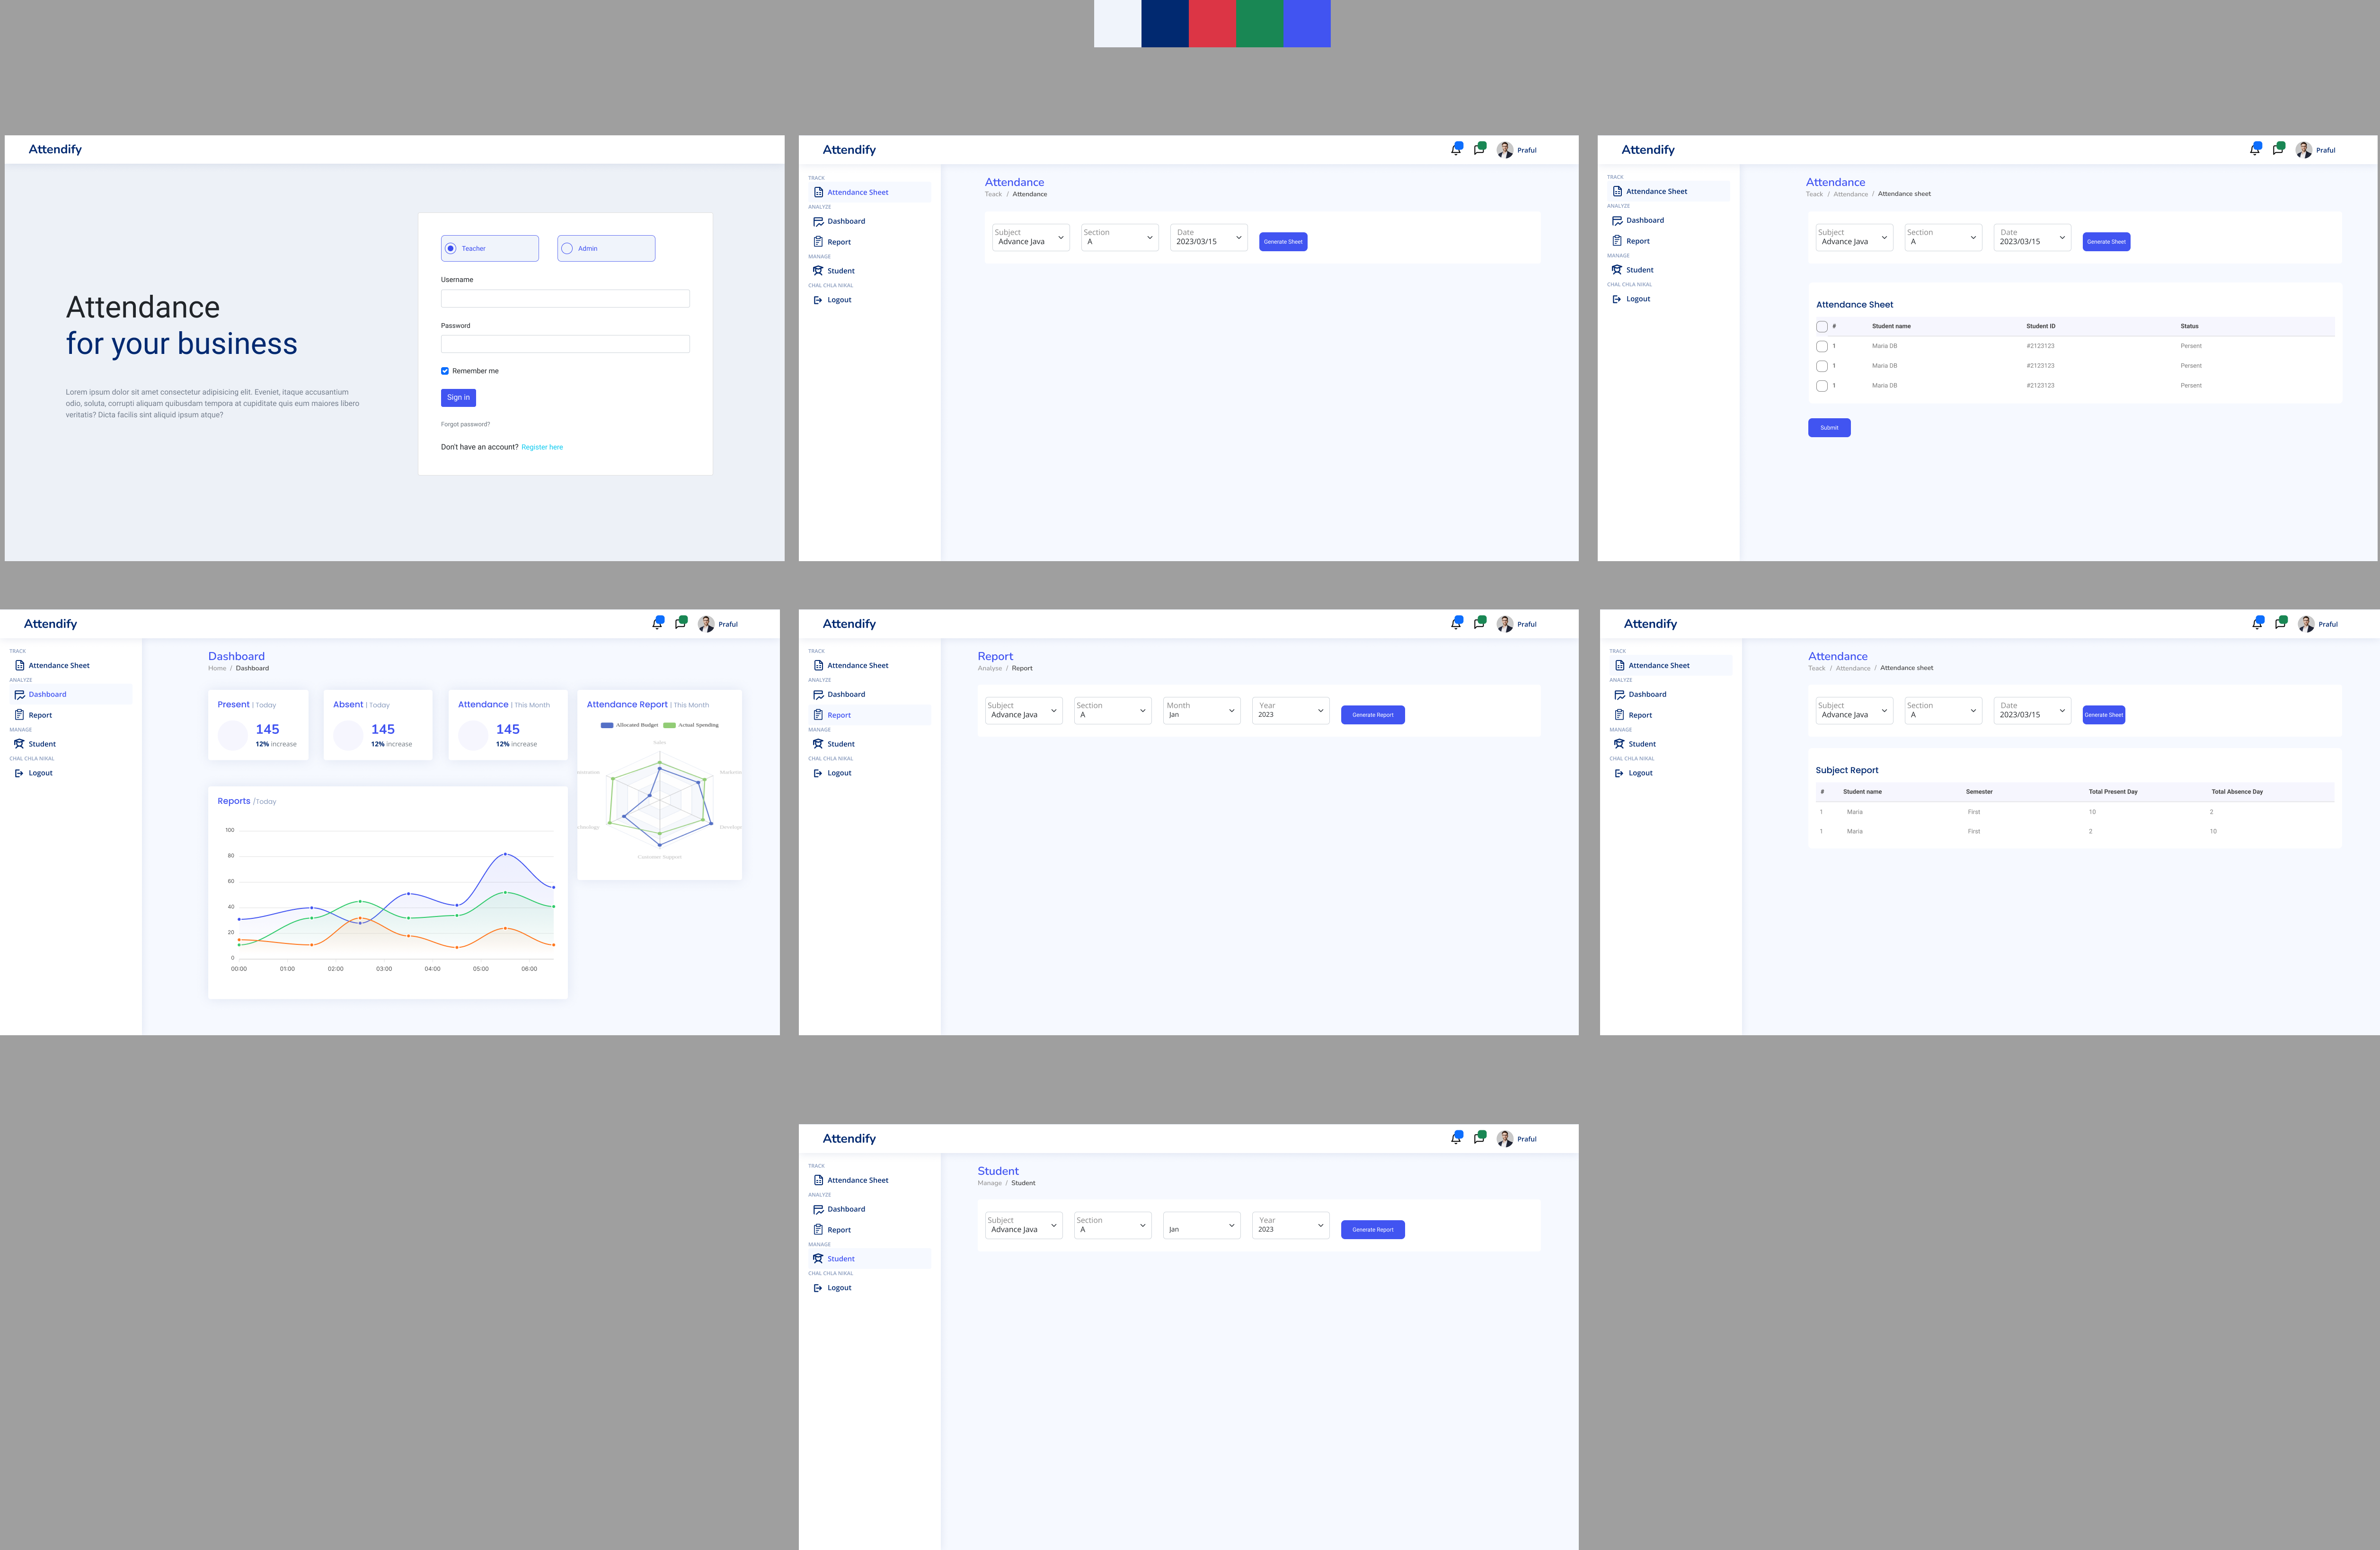 Attendify
Teacher
Admin
Username
Password
Remember me
Sign in
Forgot password?
Don't have an account? Register here
Attendance
for your business
Lorem ipsum dolor sit amet consectetur adipisicing elit. Eveniet, itaque accusantium
odio, soluta, corrupti aliquam quibusdam tempora at cupiditate quis eum maiores libero
veritatis? Dicta facilis sint aliquid ipsum atque?
Attendify
Praful
TRACK
Attendance Sheet
ANALYZE
Dashboard
Report
MANAGE
Student
CHAL CHLA NIKAL
Logout
Attendance
Teack / Attendance
Subject
Advance Java
Section
A
Date
2023/03/15
Generate Sheet
Attendify
Praful
TRACK
Attendance Sheet
ANALYZE
Dashboard
Report
MANAGE
Student
CHAL CHLA NIKAL
Logout
Attendance
Teack / Attendance / Attendance sheet
Subject
Advance Java
Section
A
Date
2023/03/15
Generate Sheet
Attendance Sheet
# Student name Student ID Status
1 Maria DB #2123123 Persent
1 Maria DB #2123123 Persent
1 Maria DB #2123123 Persent
Submit
Attendify
Praful
TRACK
Attendance Sheet
ANALYZE
Dashboard
Report
MANAGE
Student
CHAL CHLA NIKAL
Logout
Dashboard
Home / Dashboard
Present | Today
145
12% increase
Absent | Today
145
12% increase
Attendance | This Month
145
12% increase
Attendance Report | This Month
Allocated Budget Actual Spending
Sales
Customer Support
Reports /Today
100
80
60
40
20
0
00:00 01:00 02:00 03:00 04:00 05:00 06:00
Attendify
Praful
TRACK
Attendance Sheet
ANALYZE
Dashboard
Report
MANAGE
Student
CHAL CHLA NIKAL
Logout
Report
Analyse / Report
Subject
Advance Java
Section
A
Month
Jan
Year
2023
Generate Report
Attendify
Praful
TRACK
Attendance Sheet
ANALYZE
Dashboard
Report
MANAGE
Student
CHAL CHLA NIKAL
Logout
Attendance
Teack / Attendance / Attendance sheet
Subject
Advance Java
Section
A
Date
2023/03/15
Generate Sheet
Subject Report
# Student name Semester Total Present Day Total Absence Day
1 Maria First 10 2
1 Maria First 2 10
Attendify
Praful
TRACK
Attendance Sheet
ANALYZE
Dashboard
Report
MANAGE
Student
CHAL CHLA NIKAL
Logout
Student
Manage / Student
Subject
Advance Java
Section
A
Jan
Year
2023
Generate Report